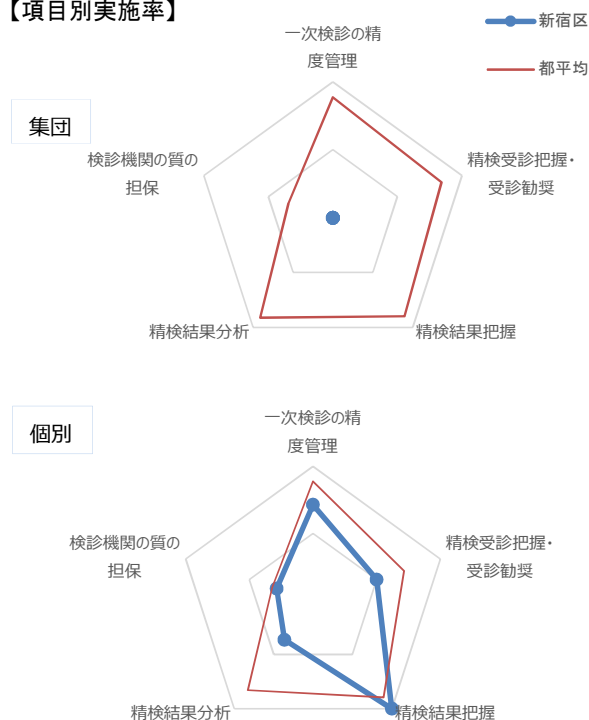 【項目別実施率】
新宿区
都平均
集団
一次検診の精
度管理
精検受診把握・
受診勧奨
精検結果把握
精検結果分析
検診機関の質の
担保
個別
一次検診の精
度管理
精検受診把握・
受診勧奨
精検結果把握
精検結果分析
検診機関の質の
担保